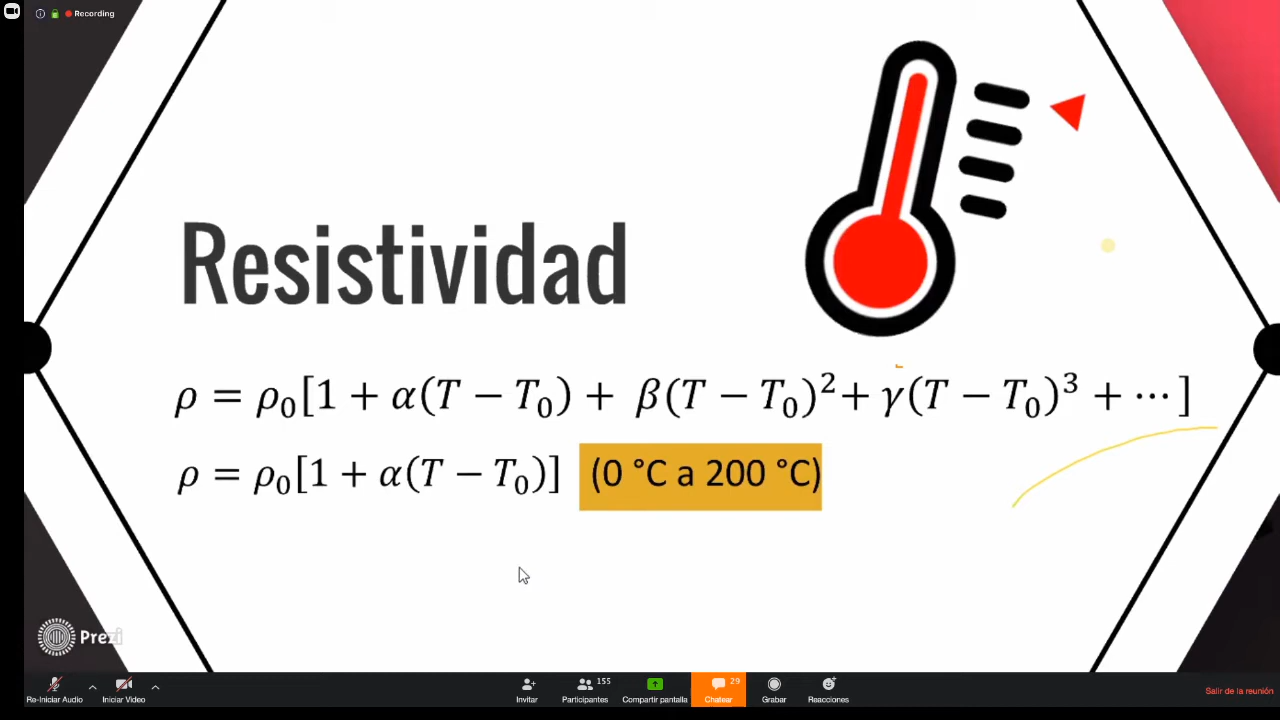 Recording
Resistividad
ρ = ρ₀[1 + α(T − T₀) + β(T − T₀)² + γ(T − T₀)³ + ⋯ ]
ρ = ρ₀[1 + α(T − T₀)] (0 °C a 200 °C)
Prezi
155
29
Re-Iniciar Audio
Iniciar Video
Invitar
Participantes
Compartir pantalla
Chatear
Grabar
Reacciones
Salir de la reunión